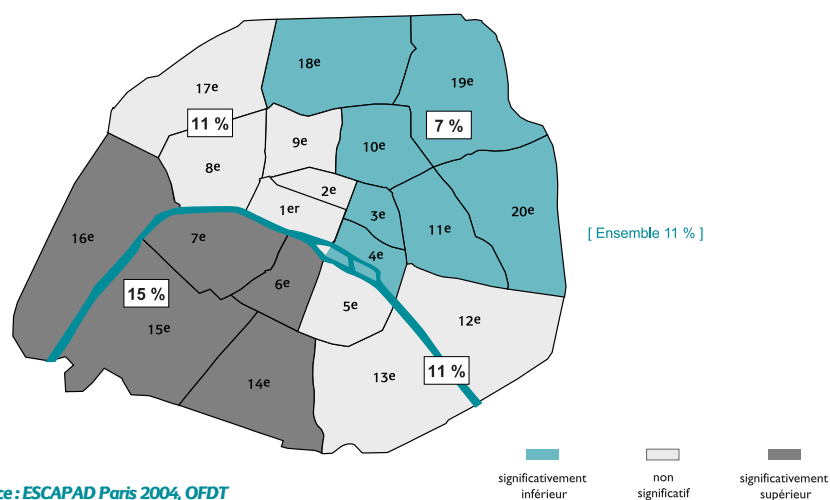 18e
19e
17e
11 %
7 %
9e
10e
8e
2e
1er
3e
20e
11e
[ Ensemble 11 % ]
16e
7e
4e
6e
15 %
5e
12e
15e
11 %
13e
14e
significativement
inférieur
non
significatif
significativement
supérieur
ce : ESCAPAD Paris 2004, OFDT